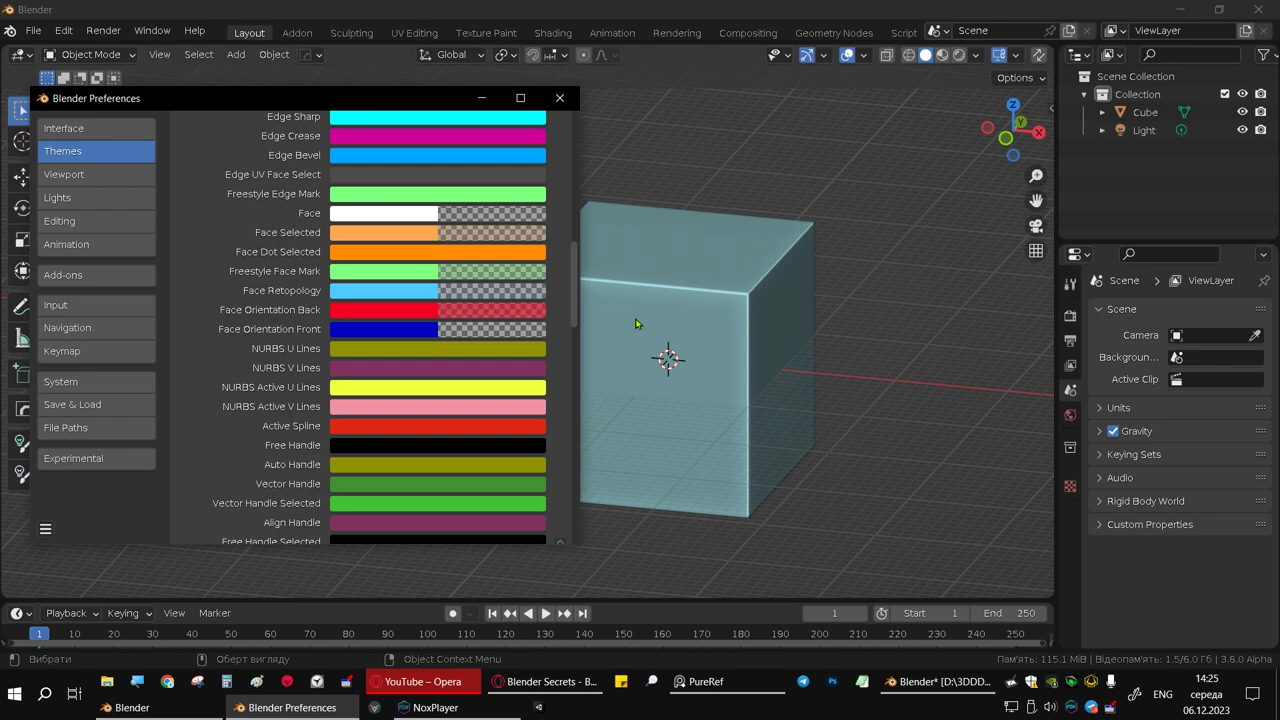 Blender
File Edit Render Window Help Layout Addon Sculpting UV Editing Texture Paint Shading Animation Rendering Compositing Geometry Nodes Script Scene ViewLayer
Object Mode View Select Add Object Global
Options
Scene Collection
Collection
Cube
Light
Z
Y
X
Blender Preferences
Interface
Themes
Viewport
Lights
Editing
Animation
Add-ons
Input
Navigation
Keymap
System
Save & Load
File Paths
Experimental
Edge Sharp
Edge Crease
Edge Bevel
Edge UV Face Select
Freestyle Edge Mark
Face
Face Selected
Face Dot Selected
Freestyle Face Mark
Face Retopology
Face Orientation Back
Face Orientation Front
NURBS U Lines
NURBS V Lines
NURBS Active U Lines
NURBS Active V Lines
Active Spline
Free Handle
Auto Handle
Vector Handle
Vector Handle Selected
Align Handle
Free Handle Selected
Scene ViewLayer
Scene
Camera
Backgroun...
Active Clip
Units
Gravity
Keying Sets
Audio
Rigid Body World
Custom Properties
Playback Keying View Marker 1 Start 1 End 250
1 10 20 30 40 50 60 70 80 90 100 110 120 130 140 150 160 170 180 190 200 210 220 230 240 250
Вибрати Оберт вигляду Object Context Menu Пам'ять: 115.1 MiB | Відеопам'ять: 1.5/6.0 Гб | 3.6.0 Alpha
YouTube – Opera Blender Secrets - B... PureRef Blender* [D:\3DDD... ENG
14:25
середа
06.12.2023
Blender Blender Preferences NoxPlayer